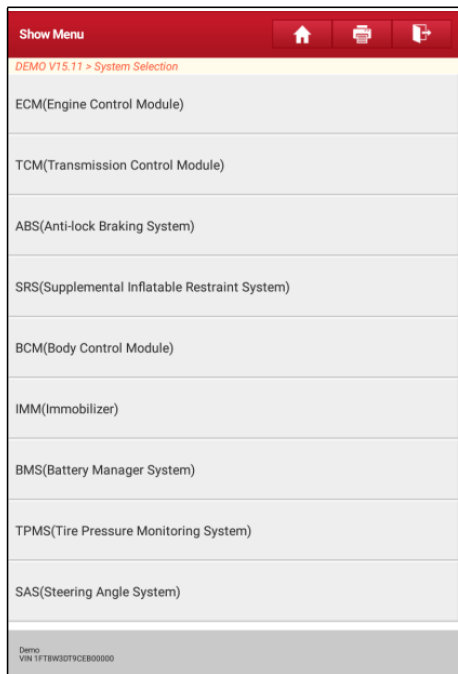 Show Menu
DEMO V15.11 > System Selection
ECM(Engine Control Module)
TCM(Transmission Control Module)
ABS(Anti-lock Braking System)
SRS(Supplemental Inflatable Restraint System)
BCM(Body Control Module)
IMM(Immobilizer)
BMS(Battery Manager System)
TPMS(Tire Pressure Monitoring System)
SAS(Steering Angle System)
Demo
VIN 1FT8W3DT9CEB00000